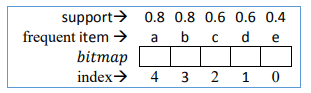 support→ 0.8 0.8 0.6 0.6 0.4
frequent item→ a b c d e
bitmap
index→ 4 3 2 1 0